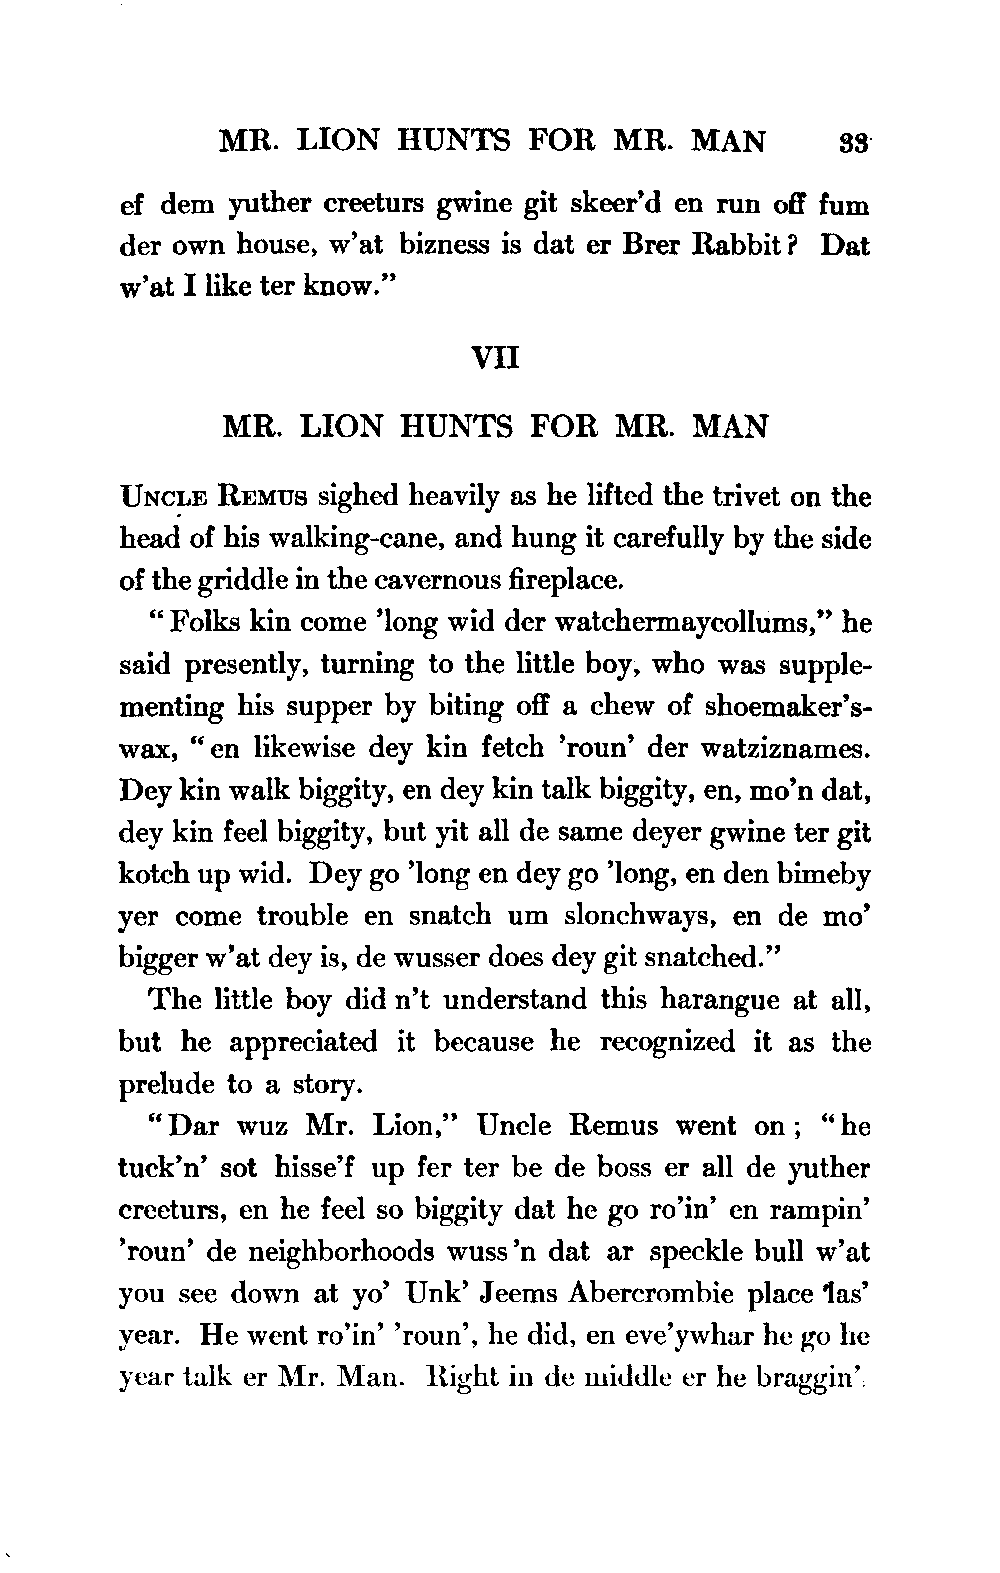 MR. LION HUNTS FOR MR. MAN 33
ef dem yuther creeturs gwine git skeer'd en run off fum
der own house, w'at bizness is dat er Brer Rabbit? Dat
w'at I like ter know."
VII
MR. LION HUNTS FOR MR. MAN
UNCLE REMUS sighed heavily as he lifted the trivet on the
head of his walking-cane, and hung it carefully by the side
of the griddle in the cavernous fireplace.
"Folks kin come 'long wid der watchermaycollums," he
said presently, turning to the little boy, who was supple-
menting his supper by biting off a chew of shoemaker's-
wax, "en likewise dey kin fetch 'roun' der watziznames.
Dey kin walk biggity, en dey kin talk biggity, en, mo'n dat,
dey kin feel biggity, but yit all de same deyer gwine ter git
kotch up wid. Dey go 'long en dey go 'long, en den bimeby
yer come trouble en snatch um slonchways, en de mo'
bigger w'at dey is, de wusser does dey git snatched."
The little boy did n't understand this harangue at all,
but he appreciated it because he recognized it as the
prelude to a story.
"Dar wuz Mr. Lion," Uncle Remus went on; "he
tuck'n' sot hisse'f up fer ter be de boss er all de yuther
creeturs, en he feel so biggity dat he go ro'in' en rampin'
'roun' de neighborhoods wuss'n dat ar speckle bull w'at
you see down at yo' Unk' Jeems Abercrombie place las'
year. He went ro'in' 'roun', he did, en eve'ywhar he go he
year talk er Mr. Man. Right in de middle er he braggin'.